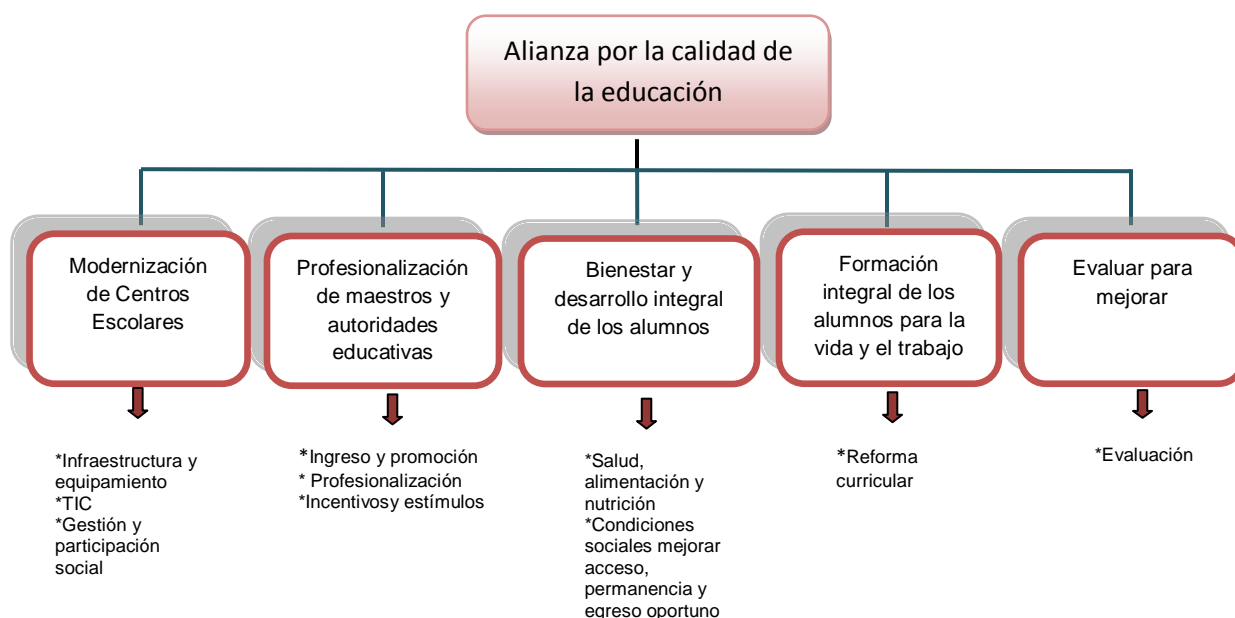 Alianza por la calidad de
la educación
Modernización
de Centros
Escolares
Profesionalización
de maestros y
autoridades
educativas
Bienestar y
desarrollo integral
de los alumnos
Formación
integral de los
alumnos para la
vida y el trabajo
Evaluar para
mejorar
*Infraestructura y
equipamiento
*TIC
*Gestión y
participación
social
*Ingreso y promoción
* Profesionalización
*Incentivosy estímulos
*Salud,
alimentación y
nutrición
*Condiciones
sociales mejorar
acceso,
permanencia y
egreso oportuno
*Reforma
curricular
*Evaluación